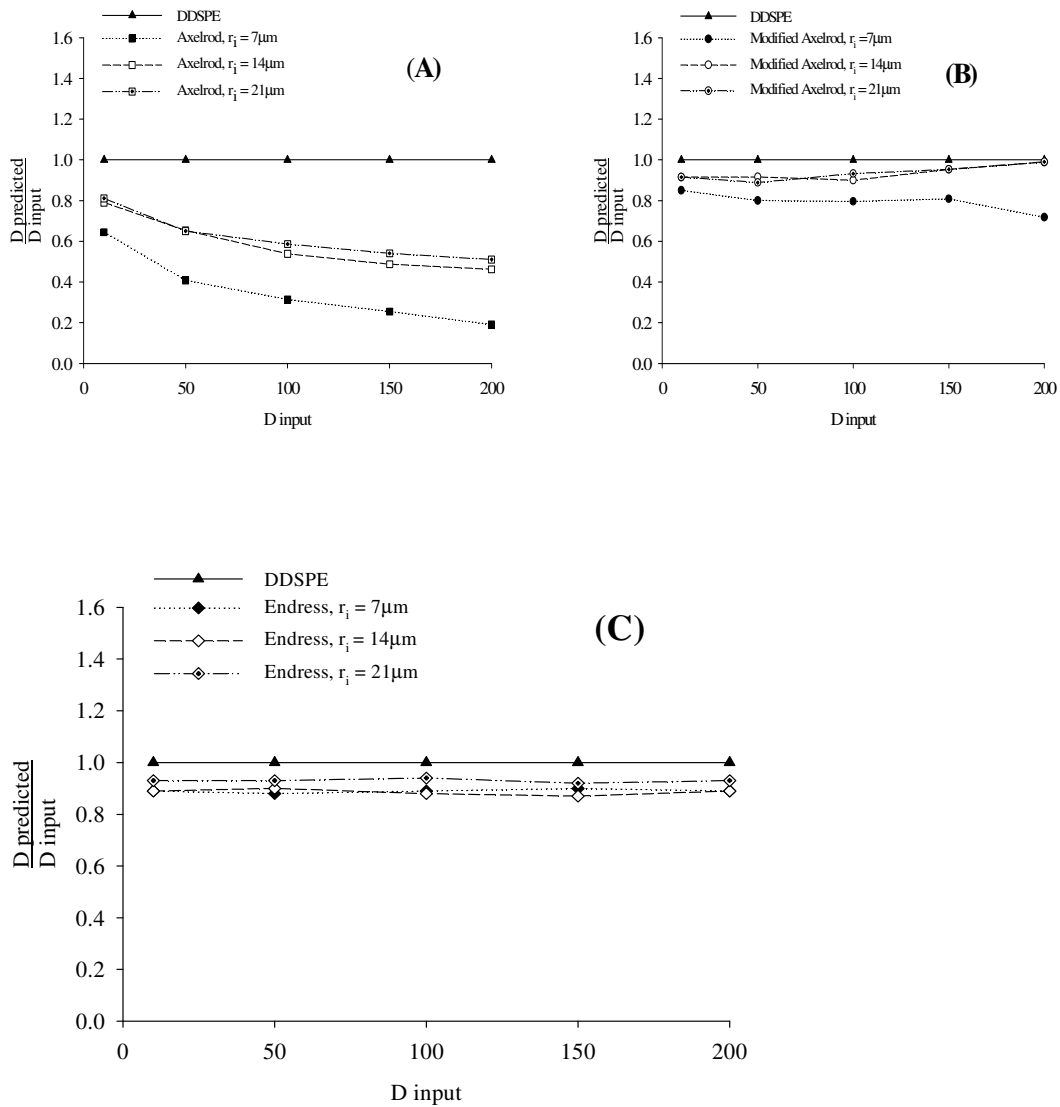 DDSPE
Axelrod, ri = 7μm
Axelrod, ri = 14μm
Axelrod, ri = 21μm
(A)
1.6
1.4
1.2
1.0
0.8
0.6
0.4
0.2
0.0
D predicted
D input
0 50 100 150 200
D input
DDSPE
Modified Axelrod, ri =7μm
Modified Axelrod, ri = 14μm
Modified Axelrod, ri = 21μm
(B)
1.6
1.4
1.2
1.0
0.8
0.6
0.4
0.2
0.0
D predicted
D input
0 50 100 150 200
D input
DDSPE
Endress, ri = 7μm
Endress, ri = 14μm
Endress, ri = 21μm
(C)
1.6
1.4
1.2
1.0
0.8
0.6
0.4
0.2
0.0
D predicted
D input
0 50 100 150 200
D input